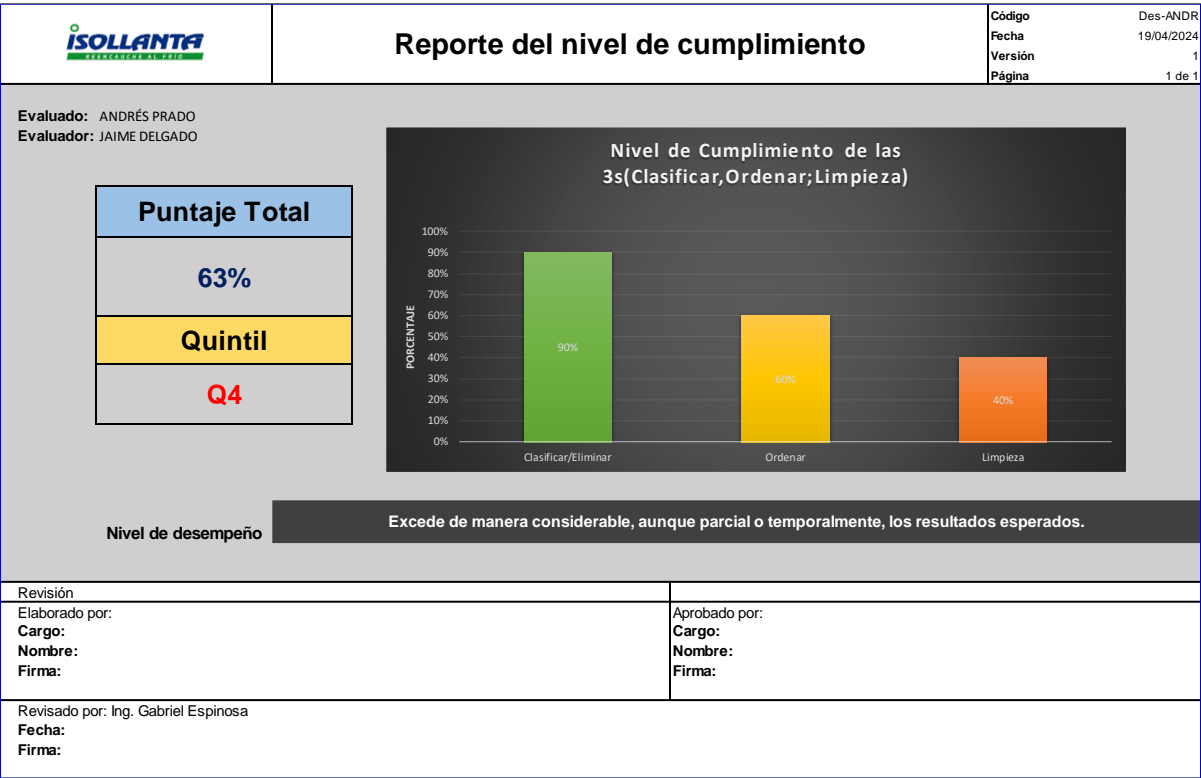 ISOLLANTA
REENCAUCHE AL FRIO
Reporte del nivel de cumplimiento
Código Des-ANDR
Fecha 19/04/2024
Versión 1
Página 1 de 1
Evaluado: ANDRÉS PRADO
Evaluador: JAIME DELGADO
Puntaje Total
63%
Quintil
Q4
Nivel de Cumplimiento de las
3s(Clasificar,Ordenar;Limpieza)
PORCENTAJE
100%
90%
80%
70%
60%
50%
40%
30%
20%
10%
0%
90%
60%
40%
Clasificar/Eliminar Ordenar Limpieza
Nivel de desempeño
Excede de manera considerable, aunque parcial o temporalmente, los resultados esperados.
Revisión
Elaborado por:
Cargo:
Nombre:
Firma:
Aprobado por:
Cargo:
Nombre:
Firma:
Revisado por: Ing. Gabriel Espinosa
Fecha:
Firma: